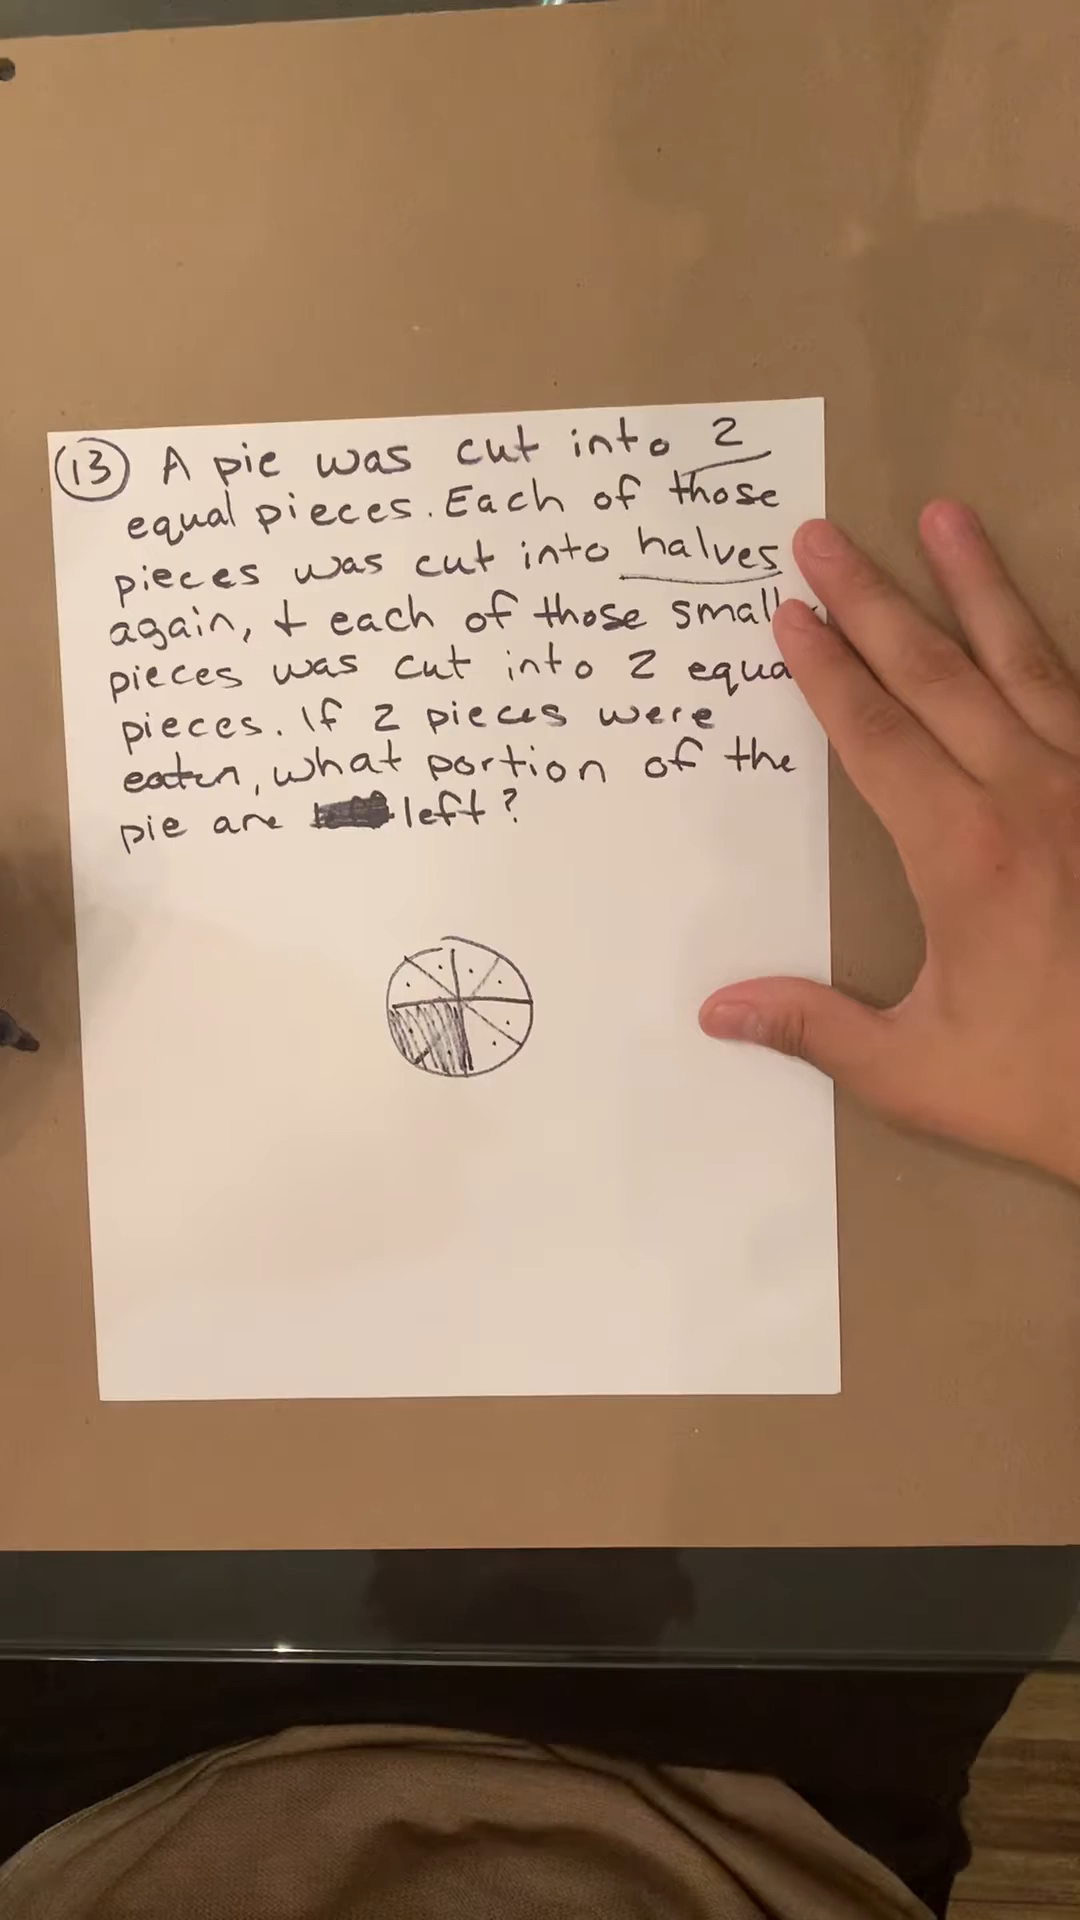 13 A pie was cut into 2
equal pieces. Each of those
pieces was cut into halves
again, + each of those small
pieces was cut into 2 equa
pieces. If 2 pieces were
eaten, what portion of the
pie are left?